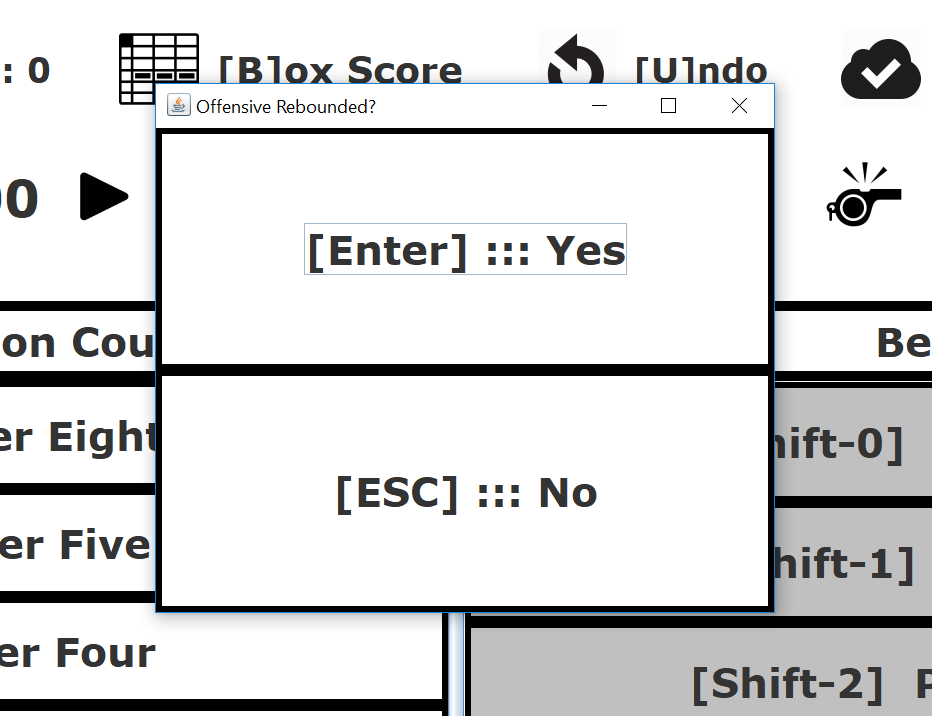 : 0
[B]ox Score
[U]ndo
Offensive Rebounded?
00
[Enter] ::: Yes
on Cou
Be
er Eight
hift-0]
[ESC] ::: No
er Five
hift-1]
er Four
[Shift-2] P